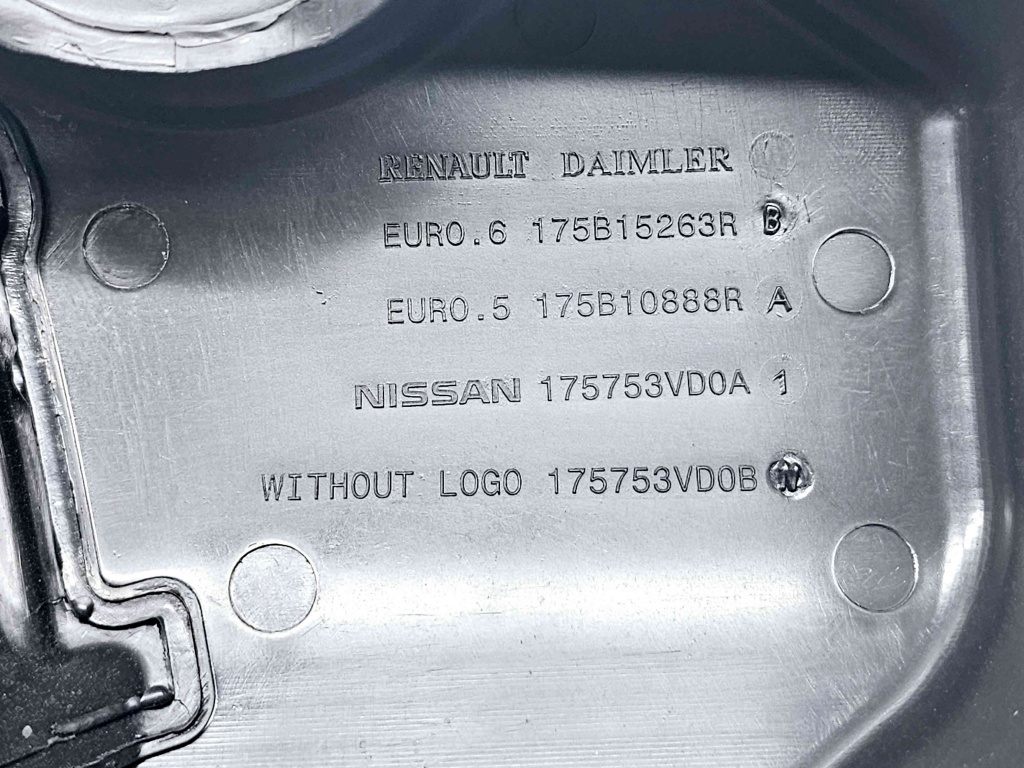 RENAULT DAIMLER
EURO.6 175B15263R B
EURO.5 175B10888R A
NISSAN 175753VD0A 1
WITHOUT LOGO 175753VD0B N